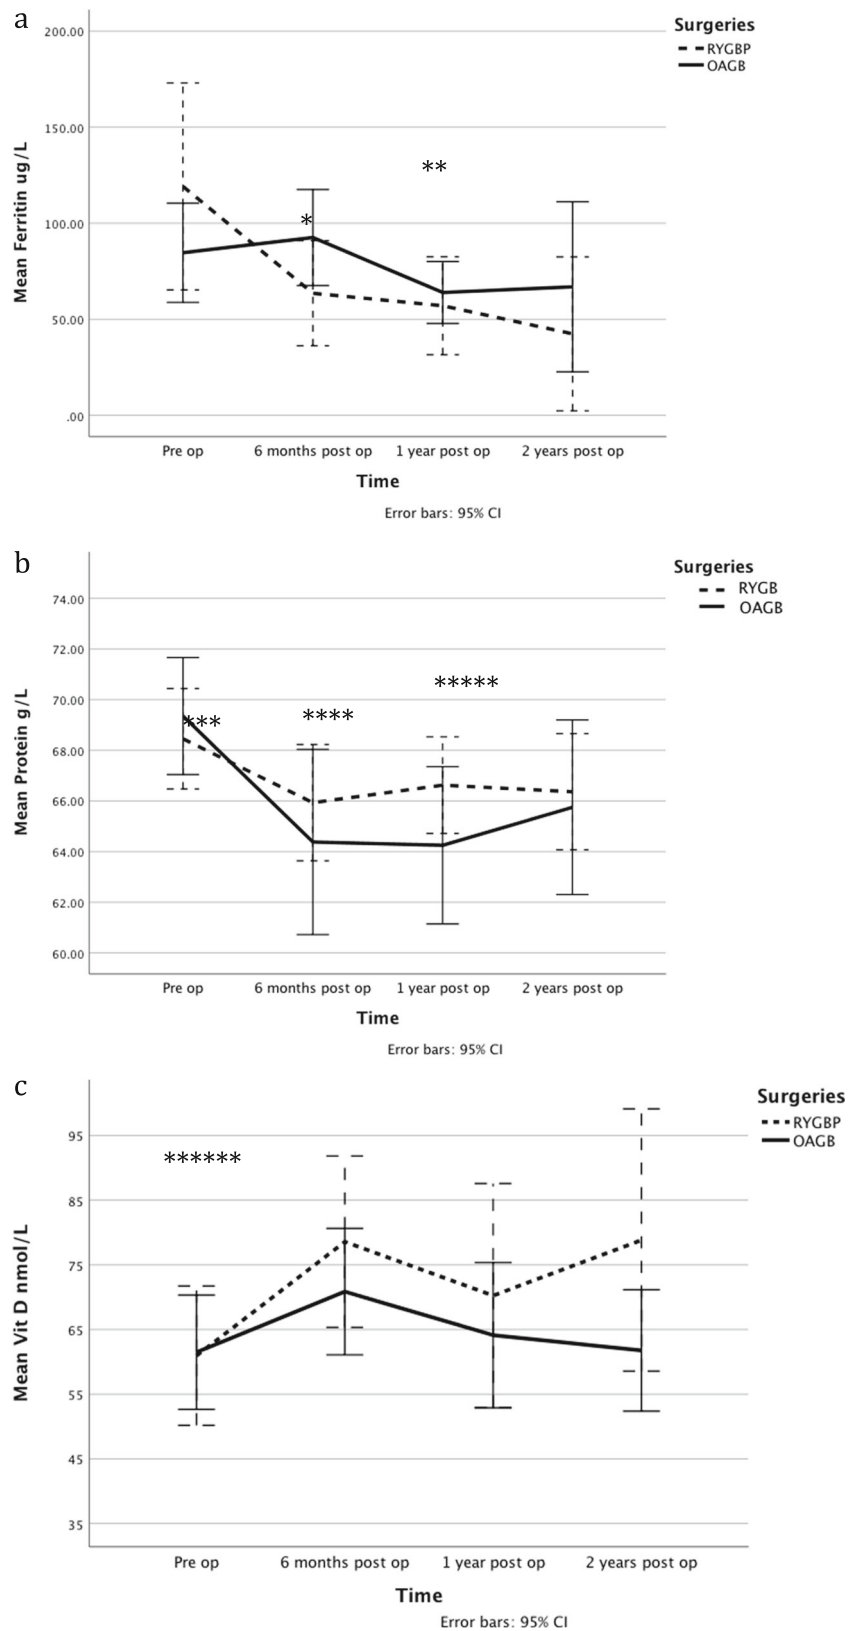 a
Surgeries
RYGBP
OAGB
200.00
150.00
100.00
50.00
.00
Mean Ferritin ug/L
*
**
Pre op 6 months post op 1 year post op 2 years post op
Time
Error bars: 95% CI
b
Surgeries
RYGB
OAGB
74.00
72.00
70.00
68.00
66.00
64.00
62.00
60.00
Mean Protein g/L
***
****
*****
Pre op 6 months post op 1 year post op 2 years post op
Time
Error bars: 95% CI
c
Surgeries
RYGBP
OAGB
95
85
75
65
55
45
35
Mean Vit D nmol/L
******
Pre op 6 months post op 1 year post op 2 years post op
Time
Error bars: 95% CI